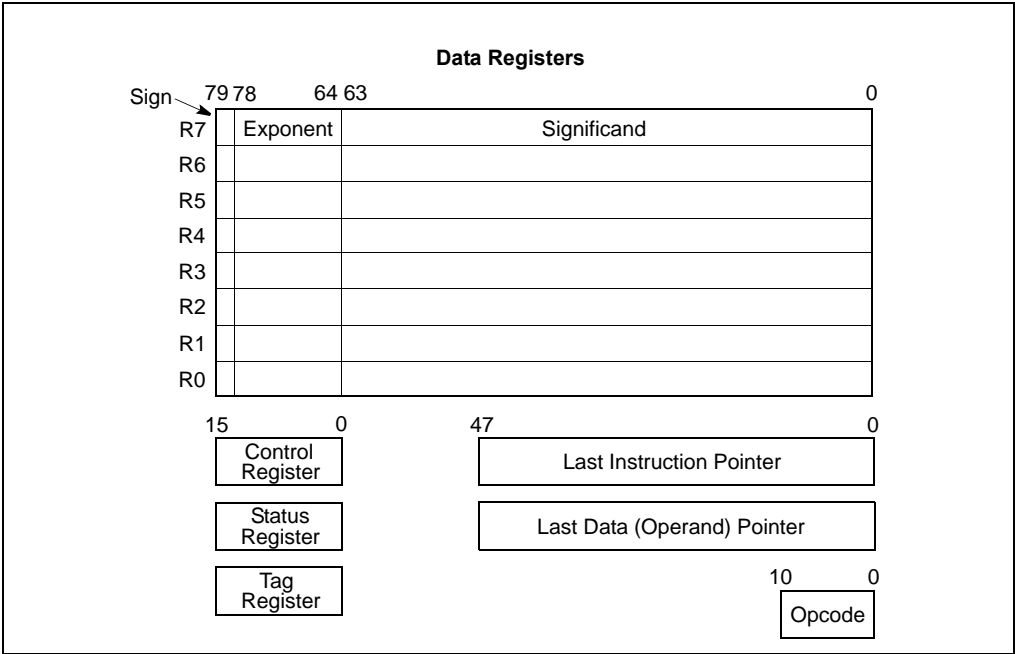 Data Registers
Sign 79 78 64 63 0
R7 Exponent Significand
R6
R5
R4
R3
R2
R1
R0
15 0 47 0
Control
Register
Last Instruction Pointer
Status
Register
Last Data (Operand) Pointer
Tag
Register
10 0
Opcode